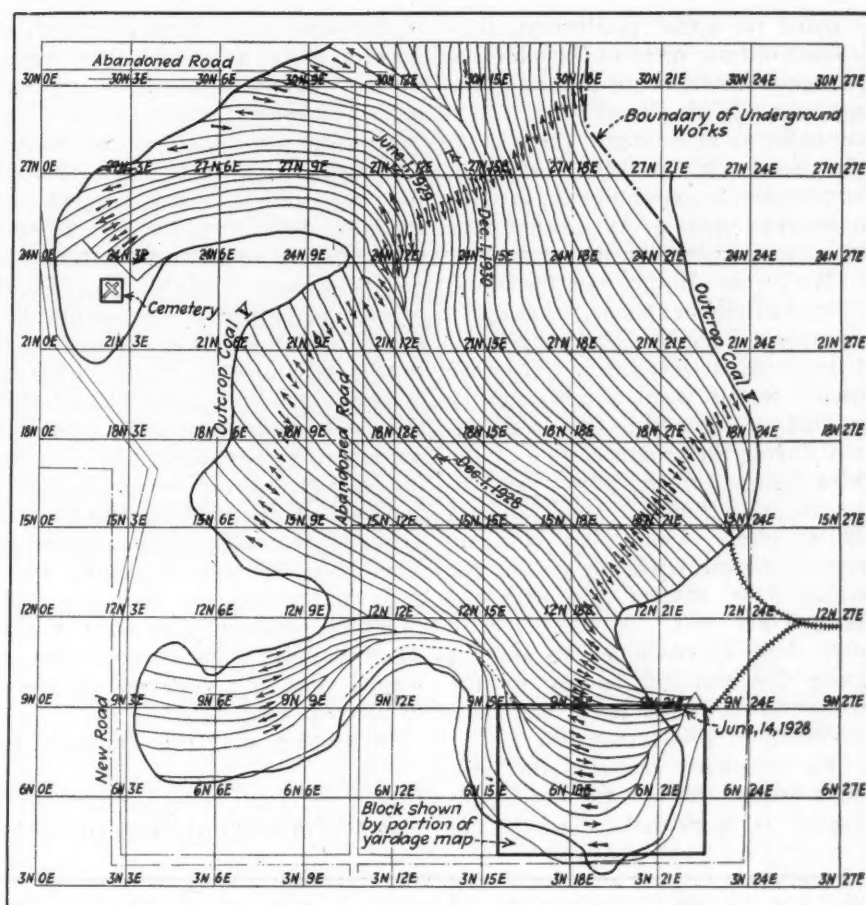 Abandoned Road
30N 0E 30N 3E 30N 6E 30N 9E 30N 12E 30N 15E 30N 18E 30N 21E 30N 24E 30N 27E
Boundary of Underground
Works
June 1, 1929
27N 0E 27N 3E 27N 6E 27N 9E 27N 12E 27N 15E 27N 18E 27N 21E 27N 24E 27N 27E
Dec. 1, 1930
24N 0E 24N 3E 24N 6E 24N 9E 24N 12E 24N 15E 24N 18E 24N 21E 24N 24E 24N 27E
Cemetery
Outcrop Coal V
Outcrop Coal V
21N 0E 21N 3E 21N 6E 21N 9E 21N 12E 21N 15E 21N 18E 21N 21E 21N 24E 21N 27E
Abandoned Road
18N 0E 18N 3E 18N 6E 18N 9E 18N 12E 18N 15E 18N 18E 18N 21E 18N 24E 18N 27E
Dec. 1, 1928
15N 0E 15N 3E 15N 6E 15N 9E 15N 12E 15N 15E 15N 18E 15N 21E 15N 24E 15N 27E
12N 0E 12N 3E 12N 6E 12N 9E 12N 12E 12N 15E 12N 18E 12N 21E 12N 24E 12N 27E
9N 0E 9N 3E 9N 6E 9N 9E 9N 12E 9N 15E 9N 18E 9N 21E 9N 24E 9N 27E
June, 14, 1928
New Road
6N 0E 6N 3E 6N 6E 6N 6E 6N 12E 6N 15E 6N 18E 6N 21E 6N 24E 6N 27E
Block shown
by portion of
yardage map
3N 0E 3N 3E 3N 6E 3N 9E 3N 12E 3N 15E 3N 18E 3N 21E 3N 24E 3N 27E